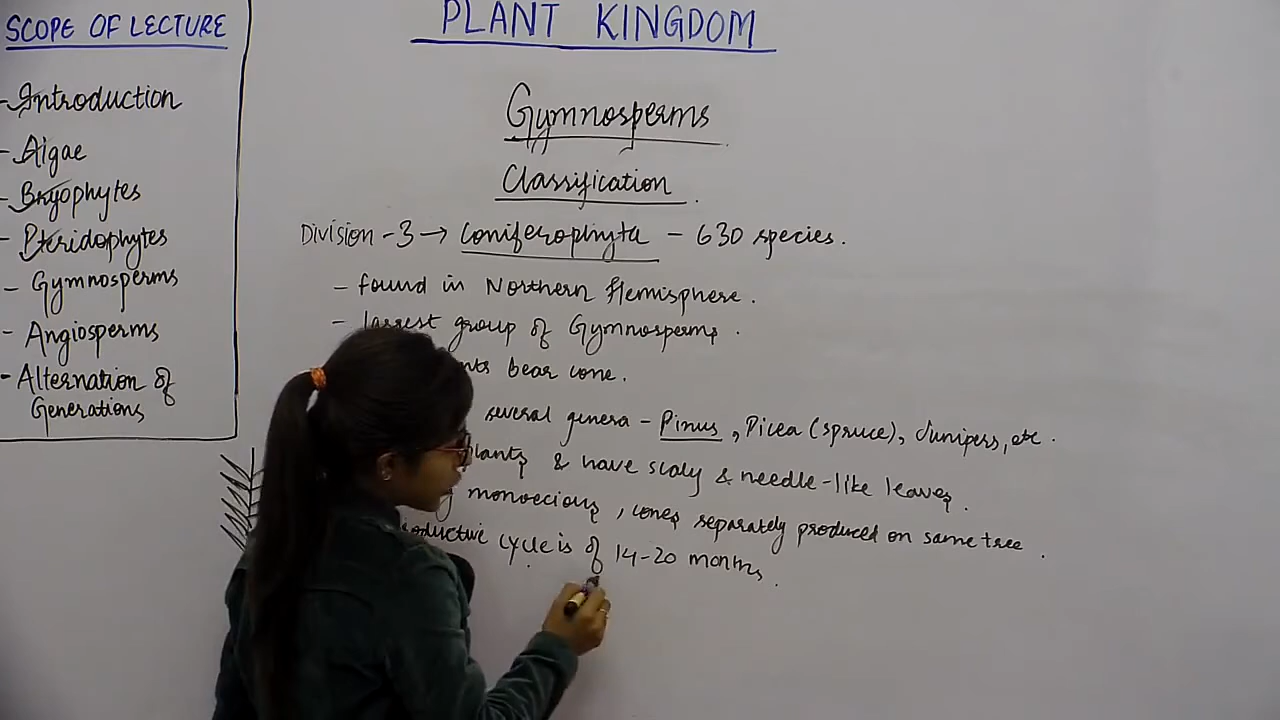 SCOPE OF LECTURE
- Introduction
- Algae
- Bryophytes
- Pteridophytes
- Gymnosperms
- Angiosperms
- Alternation of
Generations
PLANT KINGDOM
Gymnosperms
Classification
Division - 3 → Coniferophyta - 630 species.
- found in Northern Hemisphere.
- largest group of Gymnosperms.
bear cone.
several genera - Pinus, Picea (spruce), Junipers, etc.
& have scaly & needle-like leaves.
monoecious, cones separately produced on same tree.
cycle is of 14-20 months.